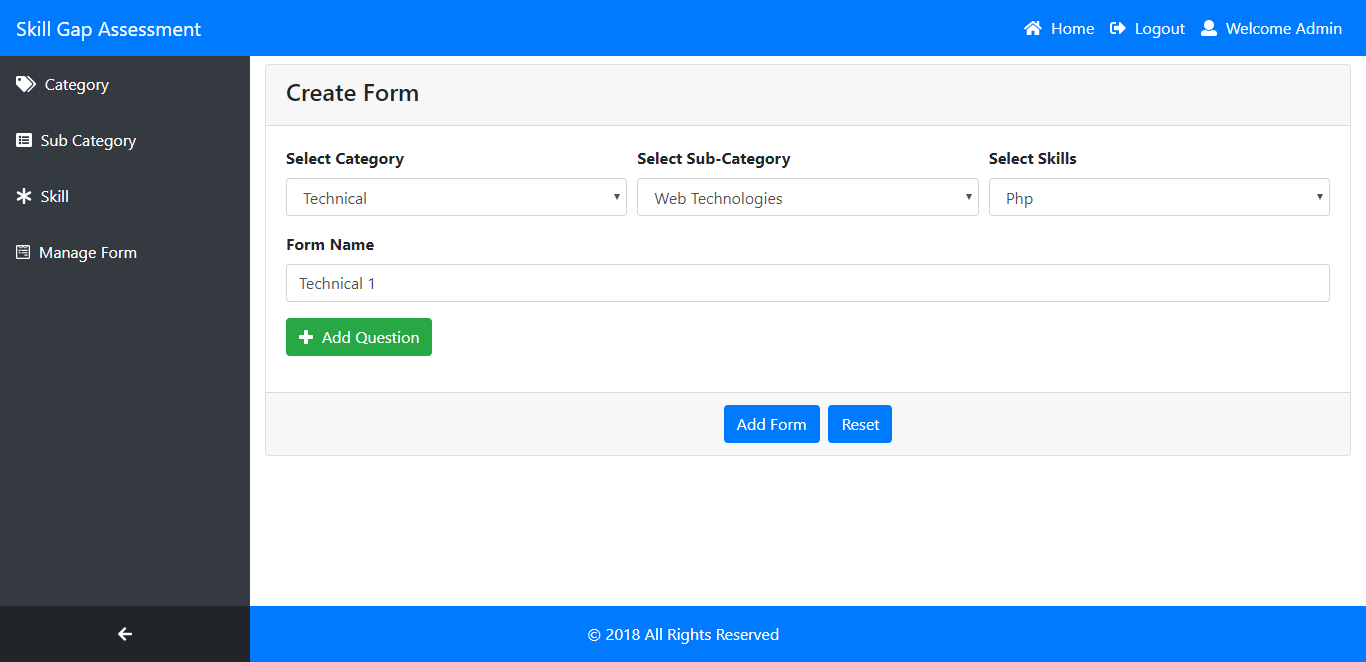 Skill Gap Assessment
Home Logout Welcome Admin
Category
Sub Category
Skill
Manage Form
Create Form
Select Category Select Sub-Category Select Skills
Technical Web Technologies Php
Form Name
Technical 1
Add Question
Add Form Reset
© 2018 All Rights Reserved